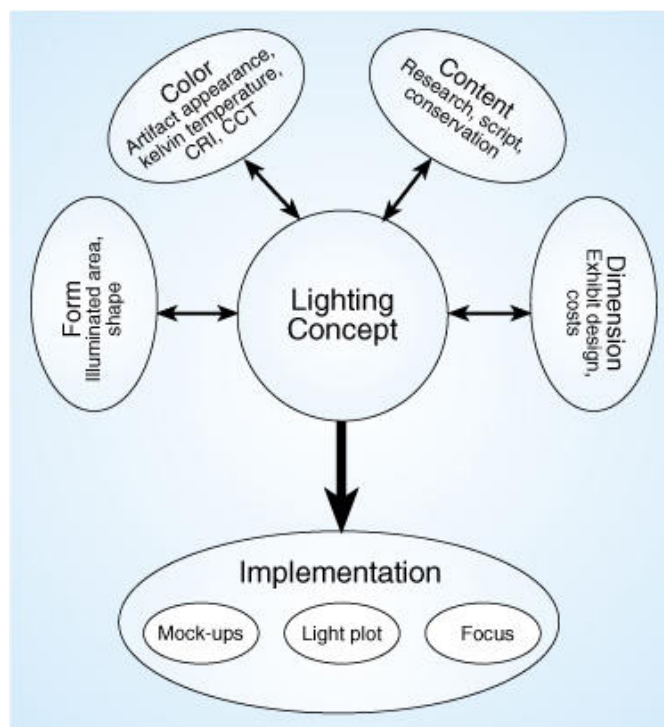 Color
Artifact appearance,
kelvin temperature,
CRI, CCT
Content
Research, script,
conservation
Form
Illuminated area,
shape
Lighting
Concept
Dimension
Exhibit design,
costs
Implementation
Mock-ups
Light plot
Focus